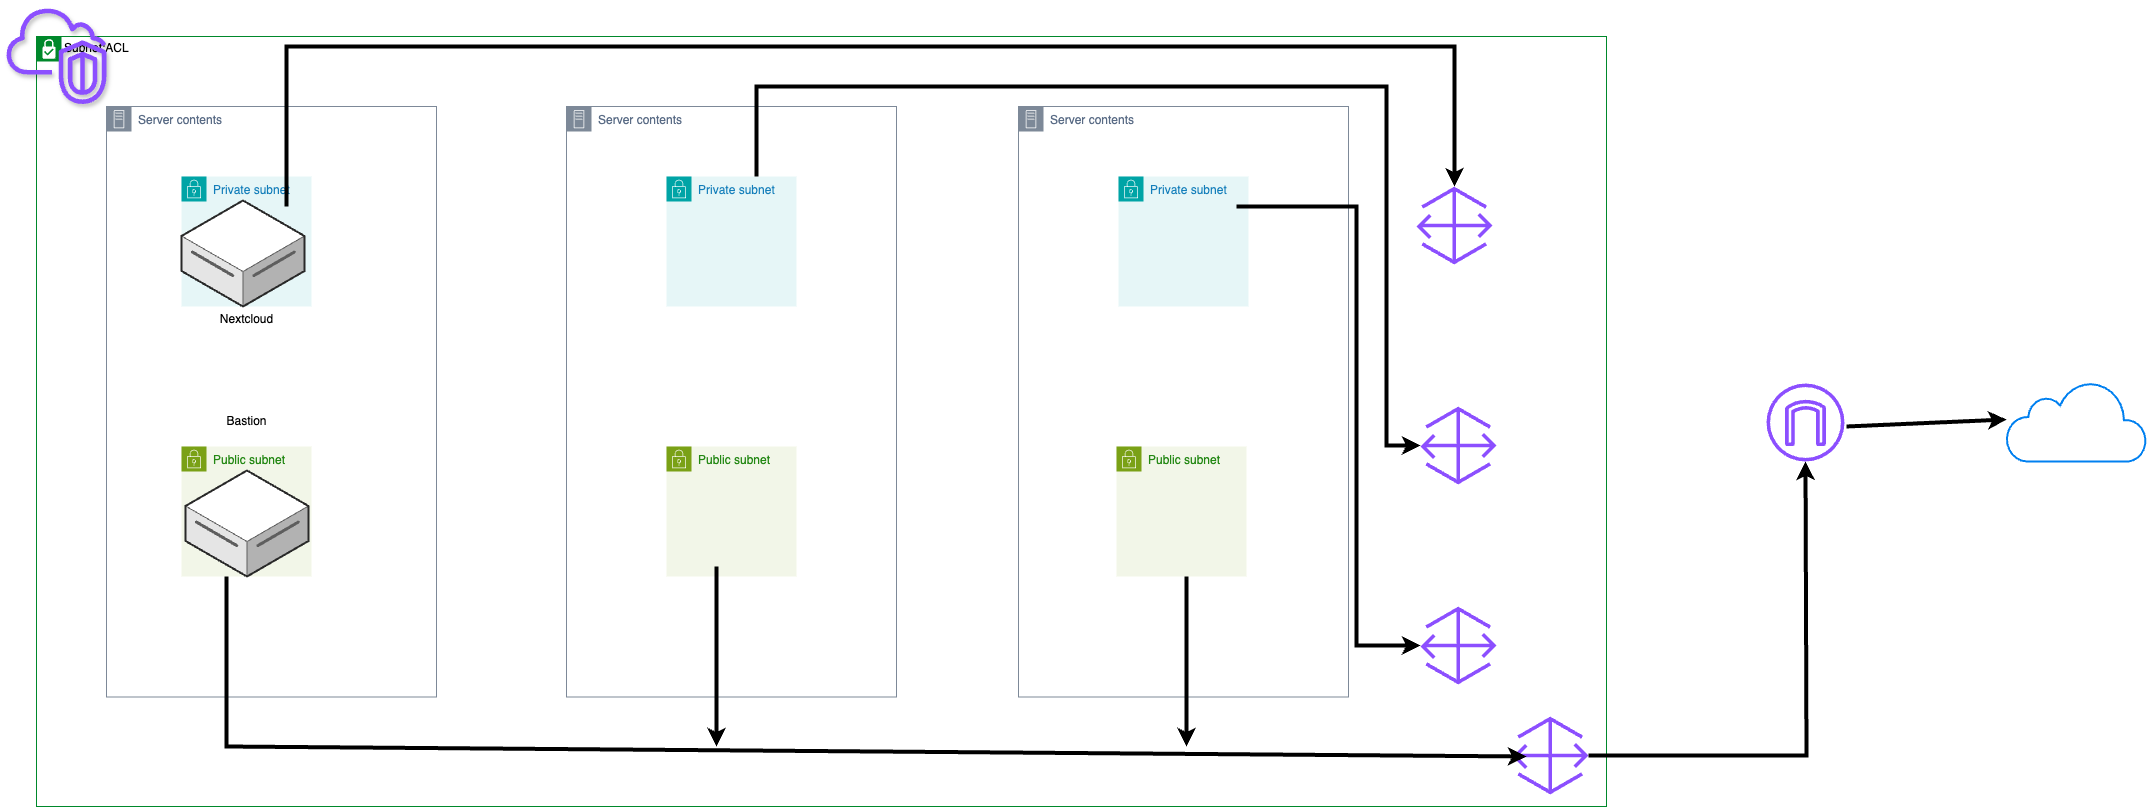 Subnet ACL
Server contents
Server contents
Server contents
Private subnet
Private subnet
Private subnet
Nextcloud
Bastion
Public subnet
Public subnet
Public subnet